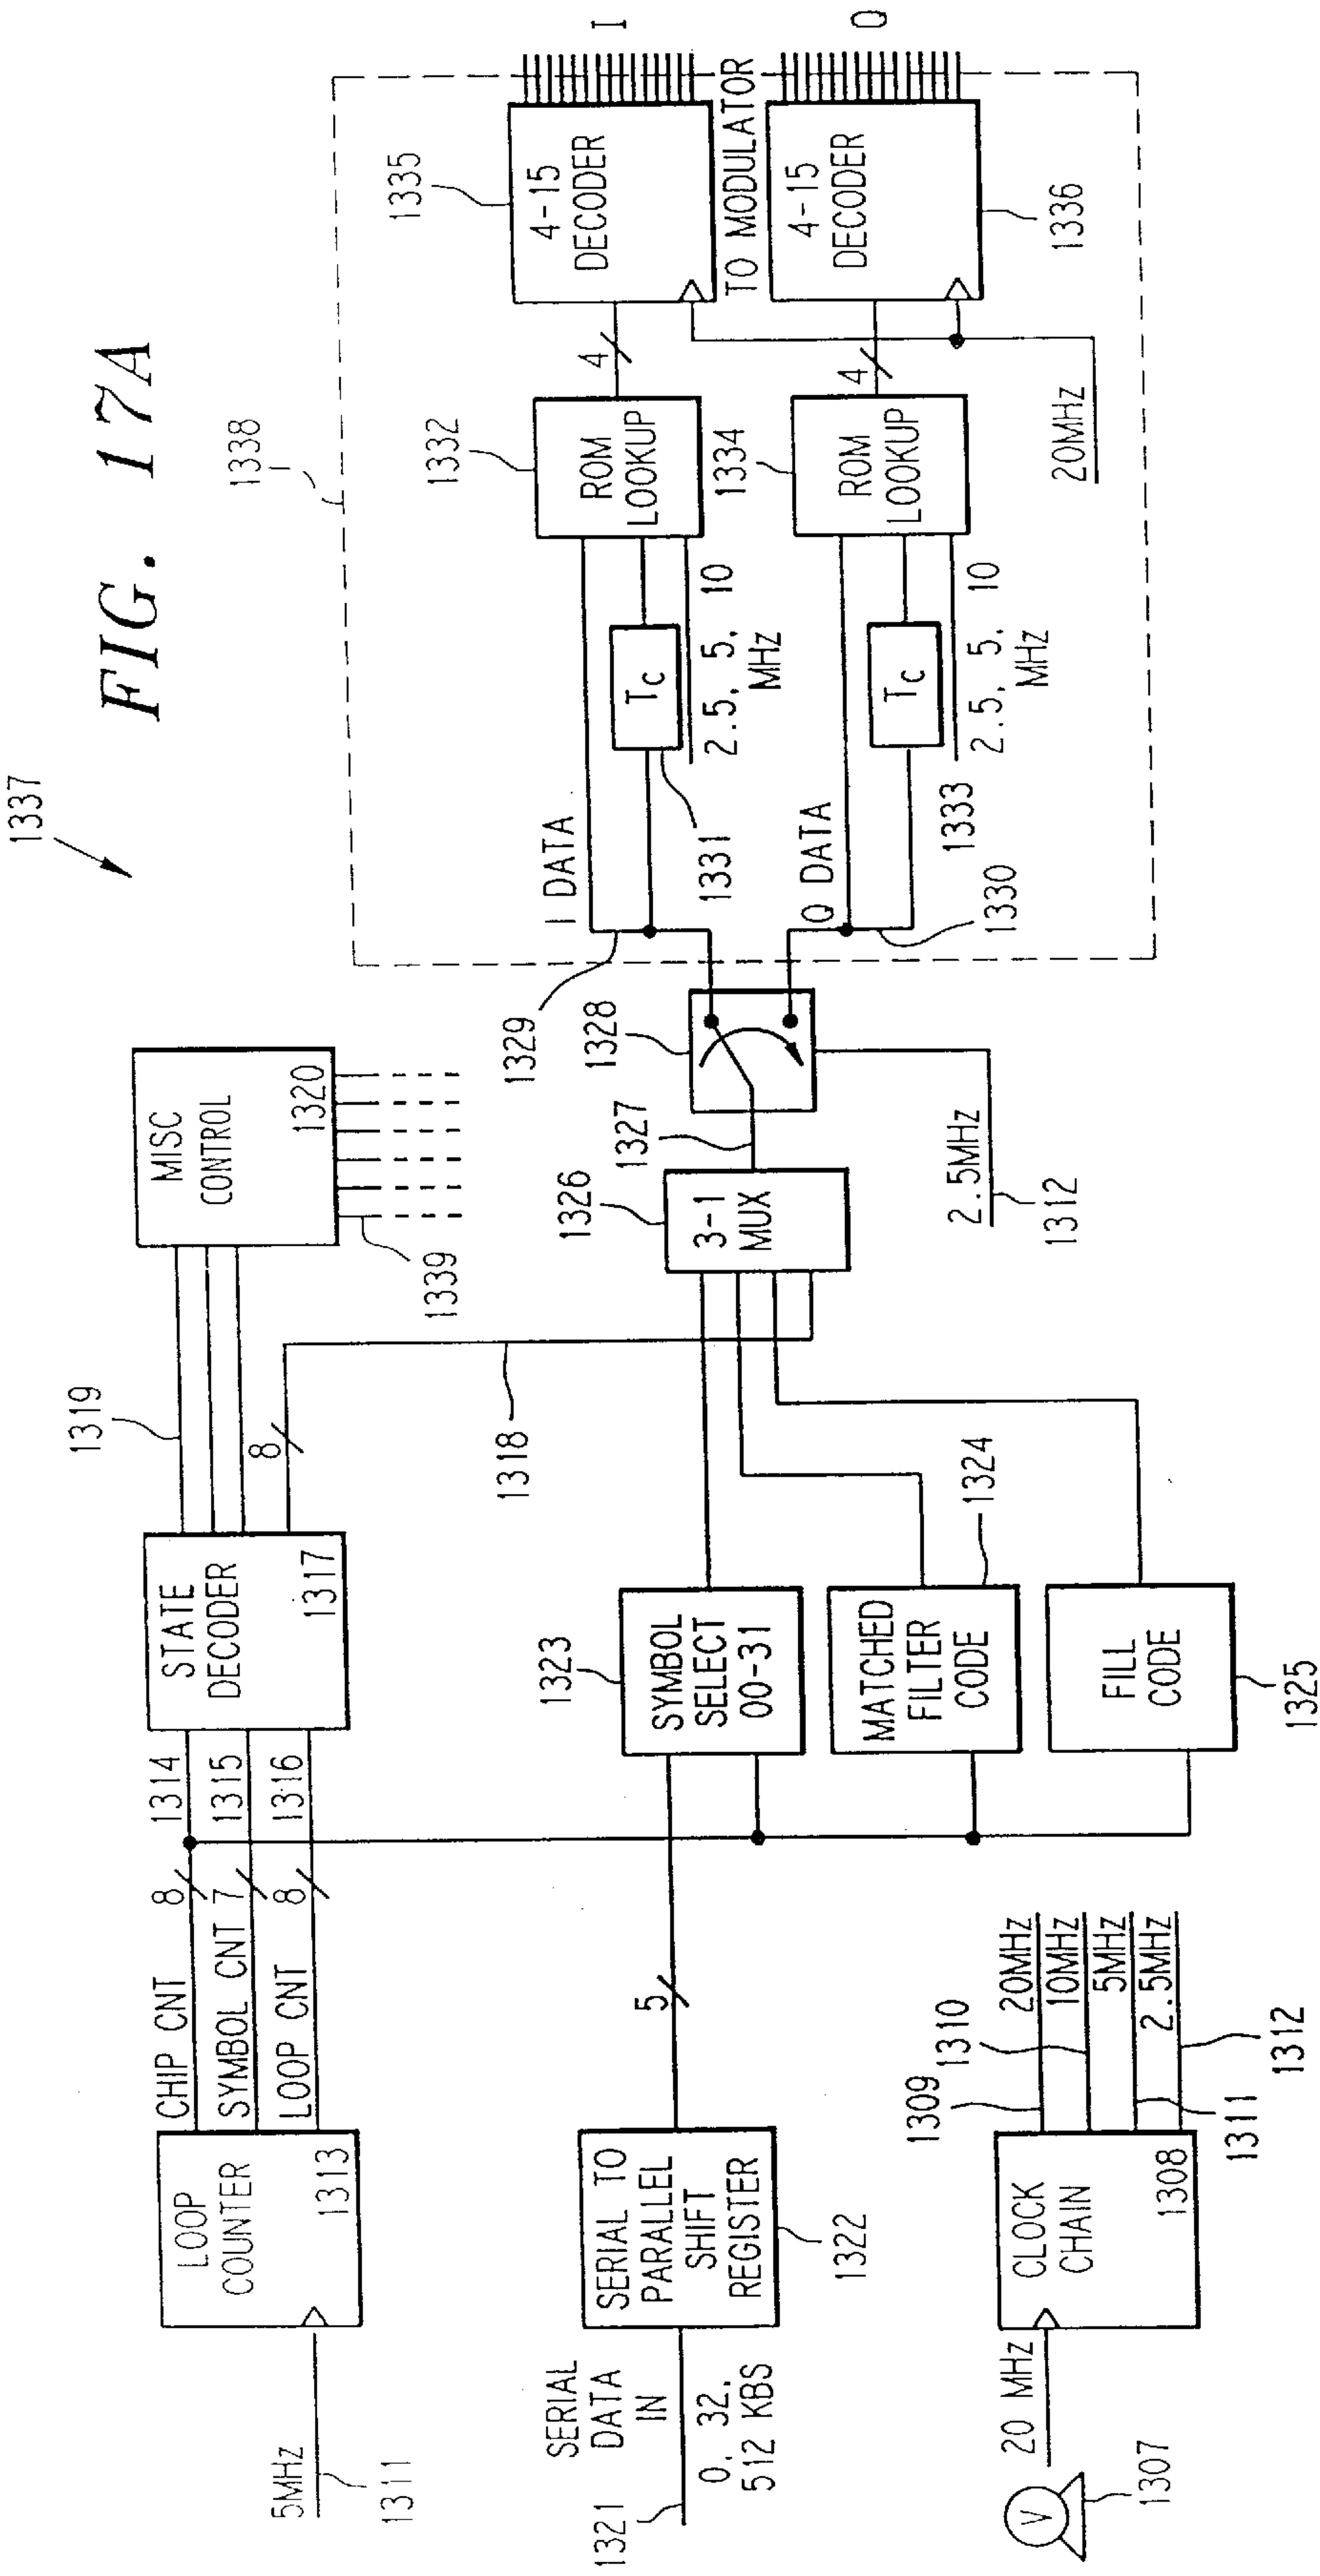 FIG. 17A
1337
1338
LOOP
COUNTER
1313
5MHz
1311
CHIP CNT
8
1314
SYMBOL CNT
7
1315
LOOP CNT
8
1316
STATE
DECODER
1317
1319
8
1318
MISC
CONTROL
1320
1339
SERIAL
DATA
IN
1321
0, 32,
512 KBS
SERIAL TO
PARALLEL
SHIFT
REGISTER
1322
5
1323
SYMBOL
SELECT
00-31
MATCHED
FILTER
CODE
1324
FILL
CODE
1325
1326
3-1
MUX
1327
1328
2.5MHz
1312
1329
I DATA
1331
TC
2.5, 5, 10
MHz
1332
ROM
LOOKUP
4
1335
4-15
DECODER
I
TO MODULATOR
Q DATA
1330
1333
TC
2.5, 5, 10
MHz
1334
ROM
LOOKUP
4
4-15
DECODER
1336
Q
20MHz
1307
V
20 MHz
CLOCK
CHAIN
1308
1309
20MHz
1310
10MHz
5MHz
1311
2.5MHz
1312